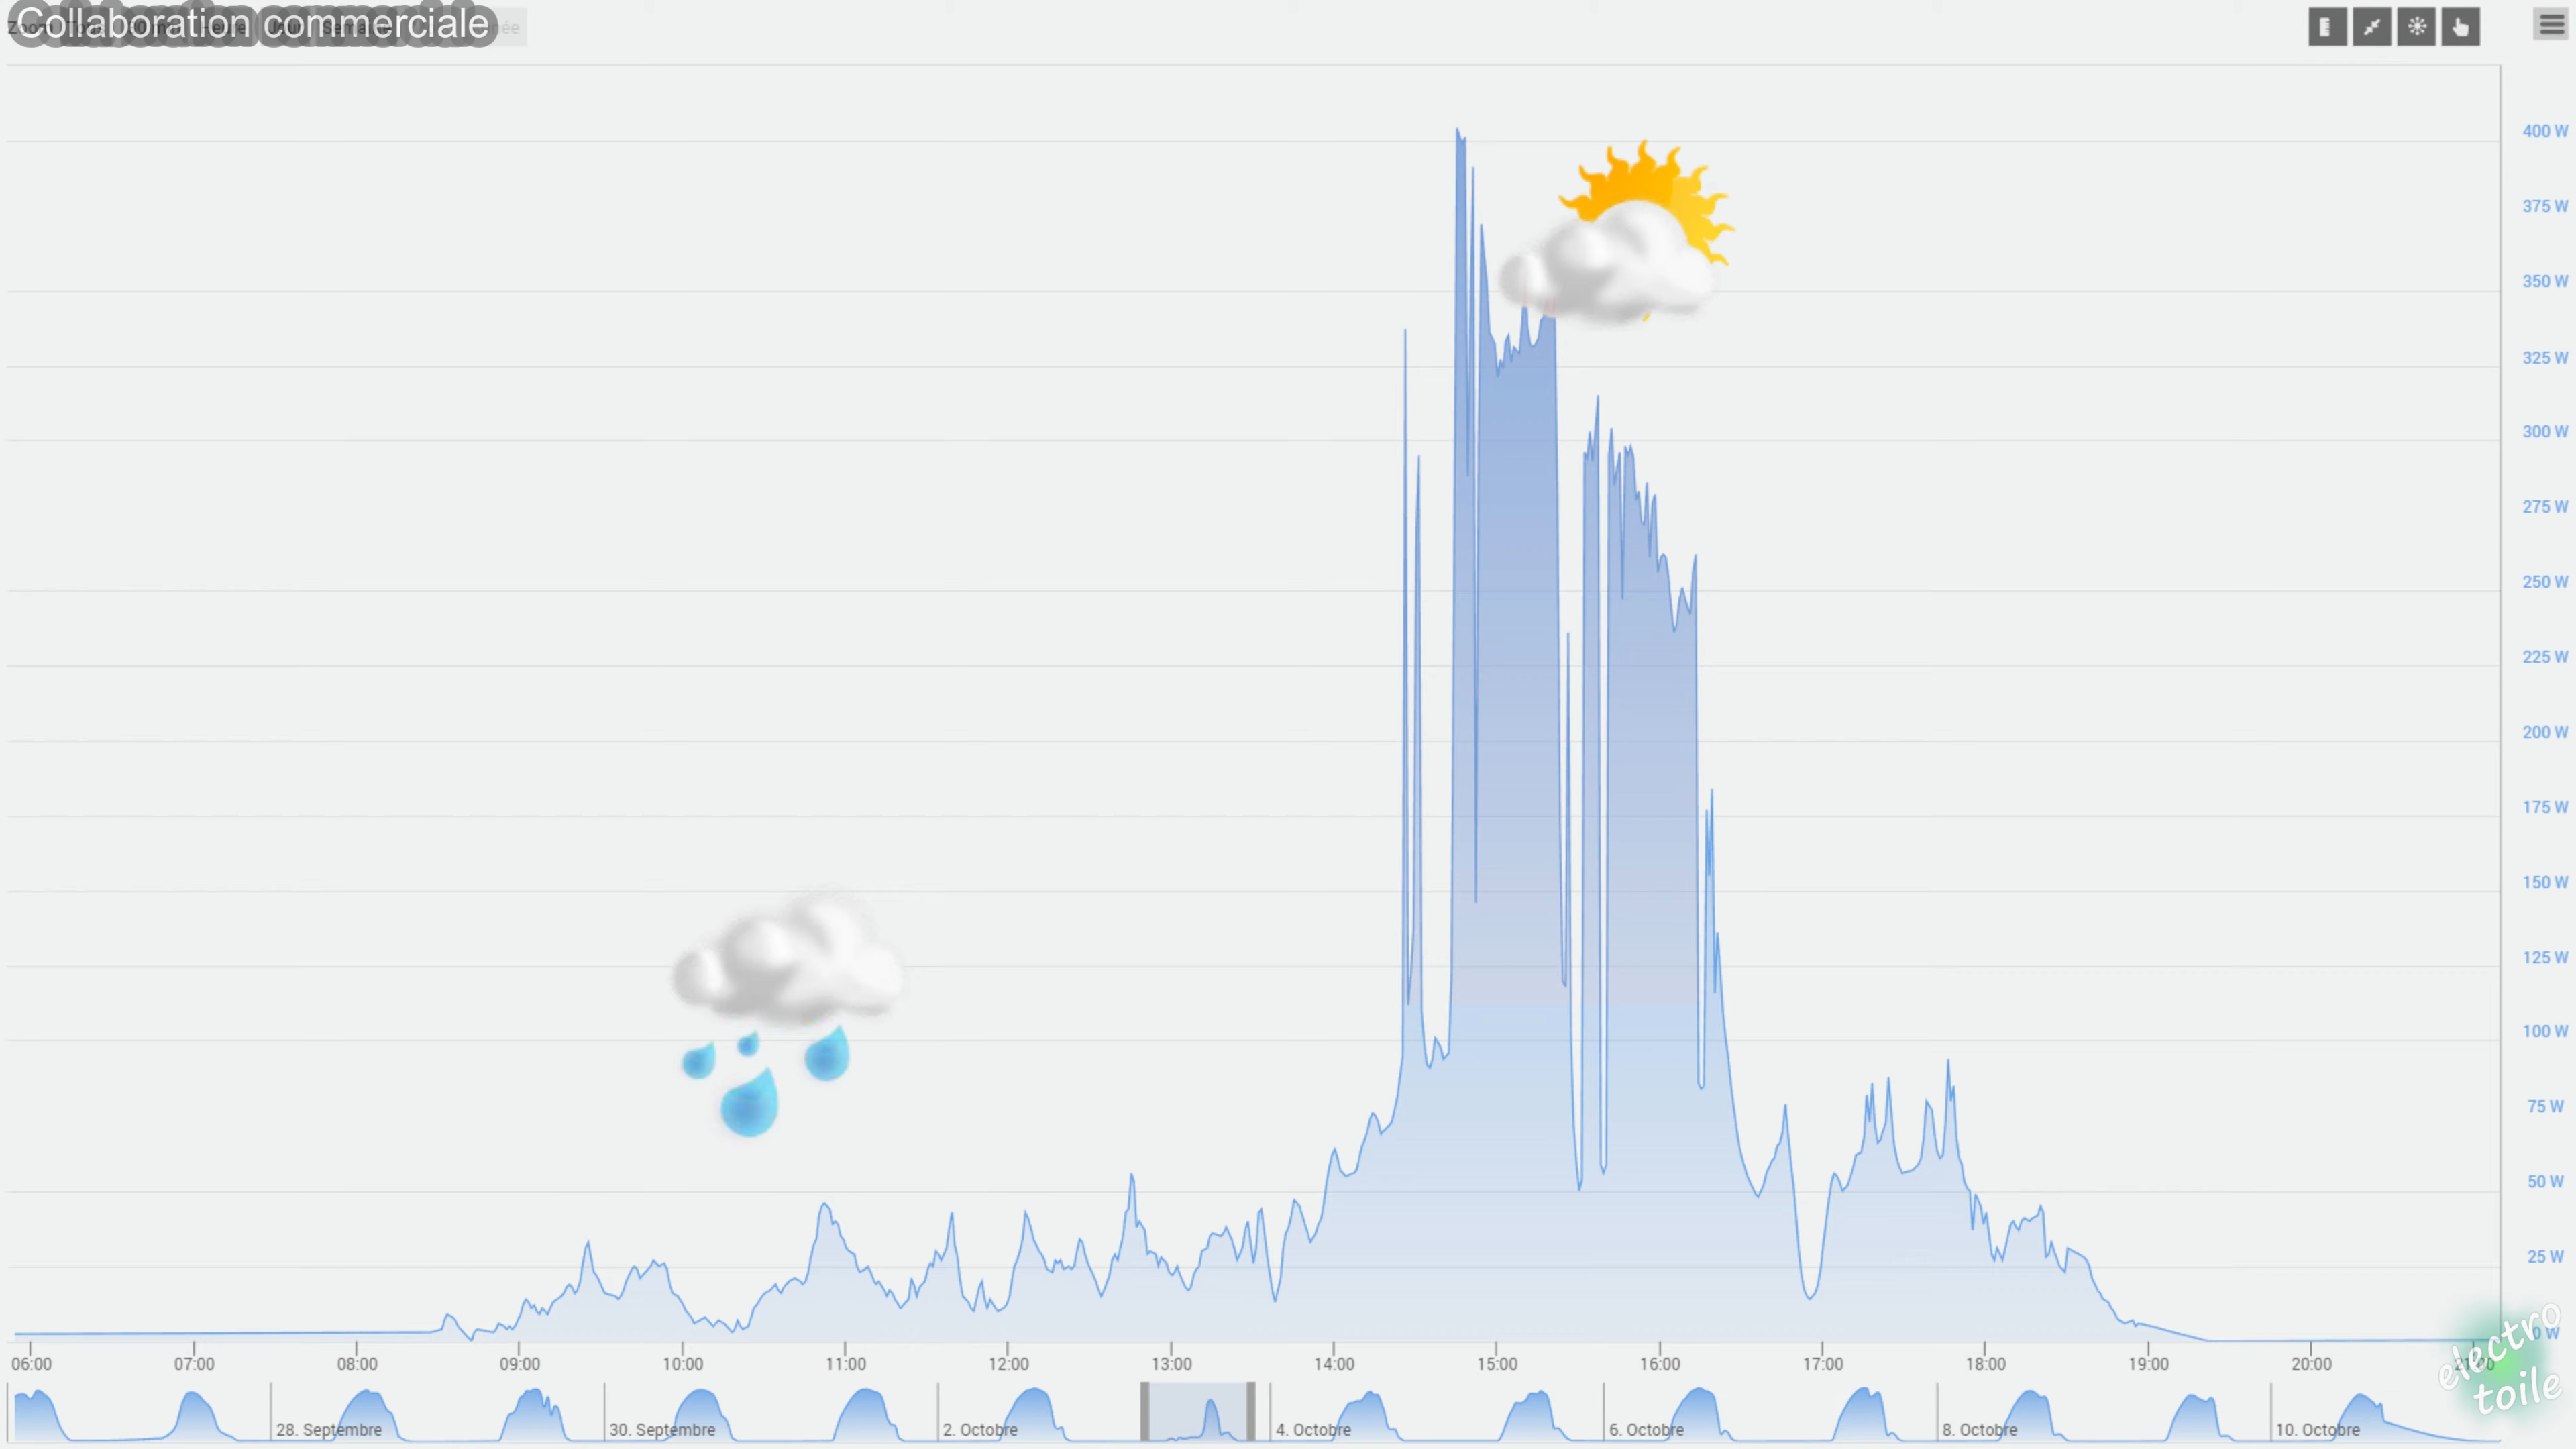 Collaboration commerciale
400 W
375 W
350 W
325 W
300 W
275 W
250 W
225 W
200 W
175 W
150 W
125 W
100 W
75 W
50 W
25 W
0 W
06:00 07:00 08:00 09:00 10:00 11:00 12:00 13:00 14:00 15:00 16:00 17:00 18:00 19:00 20:00 21:00
28. Septembre 30. Septembre 2. Octobre 4. Octobre 6. Octobre 8. Octobre 10. Octobre
electro
toile